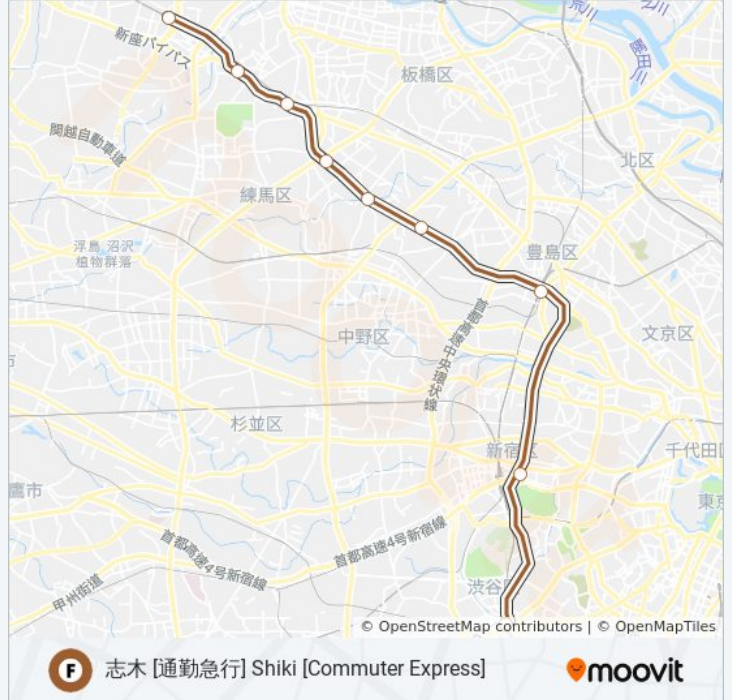 荒川
川
新座バイパス
隅田川
板橋区
関越自動車道
北区
練馬区
浮島 沼沢
植物群落
豊島区
首都高速中央環状線
文京区
中野区
市
杉並区
新宿区
千代田区
鷹市
東京
首都高速4号新宿線
首都高速4号新宿線
甲州街道
渋谷区
© OpenStreetMap contributors | © OpenMapTiles
F 志木 [通勤急行] Shiki [Commuter Express]
moovit